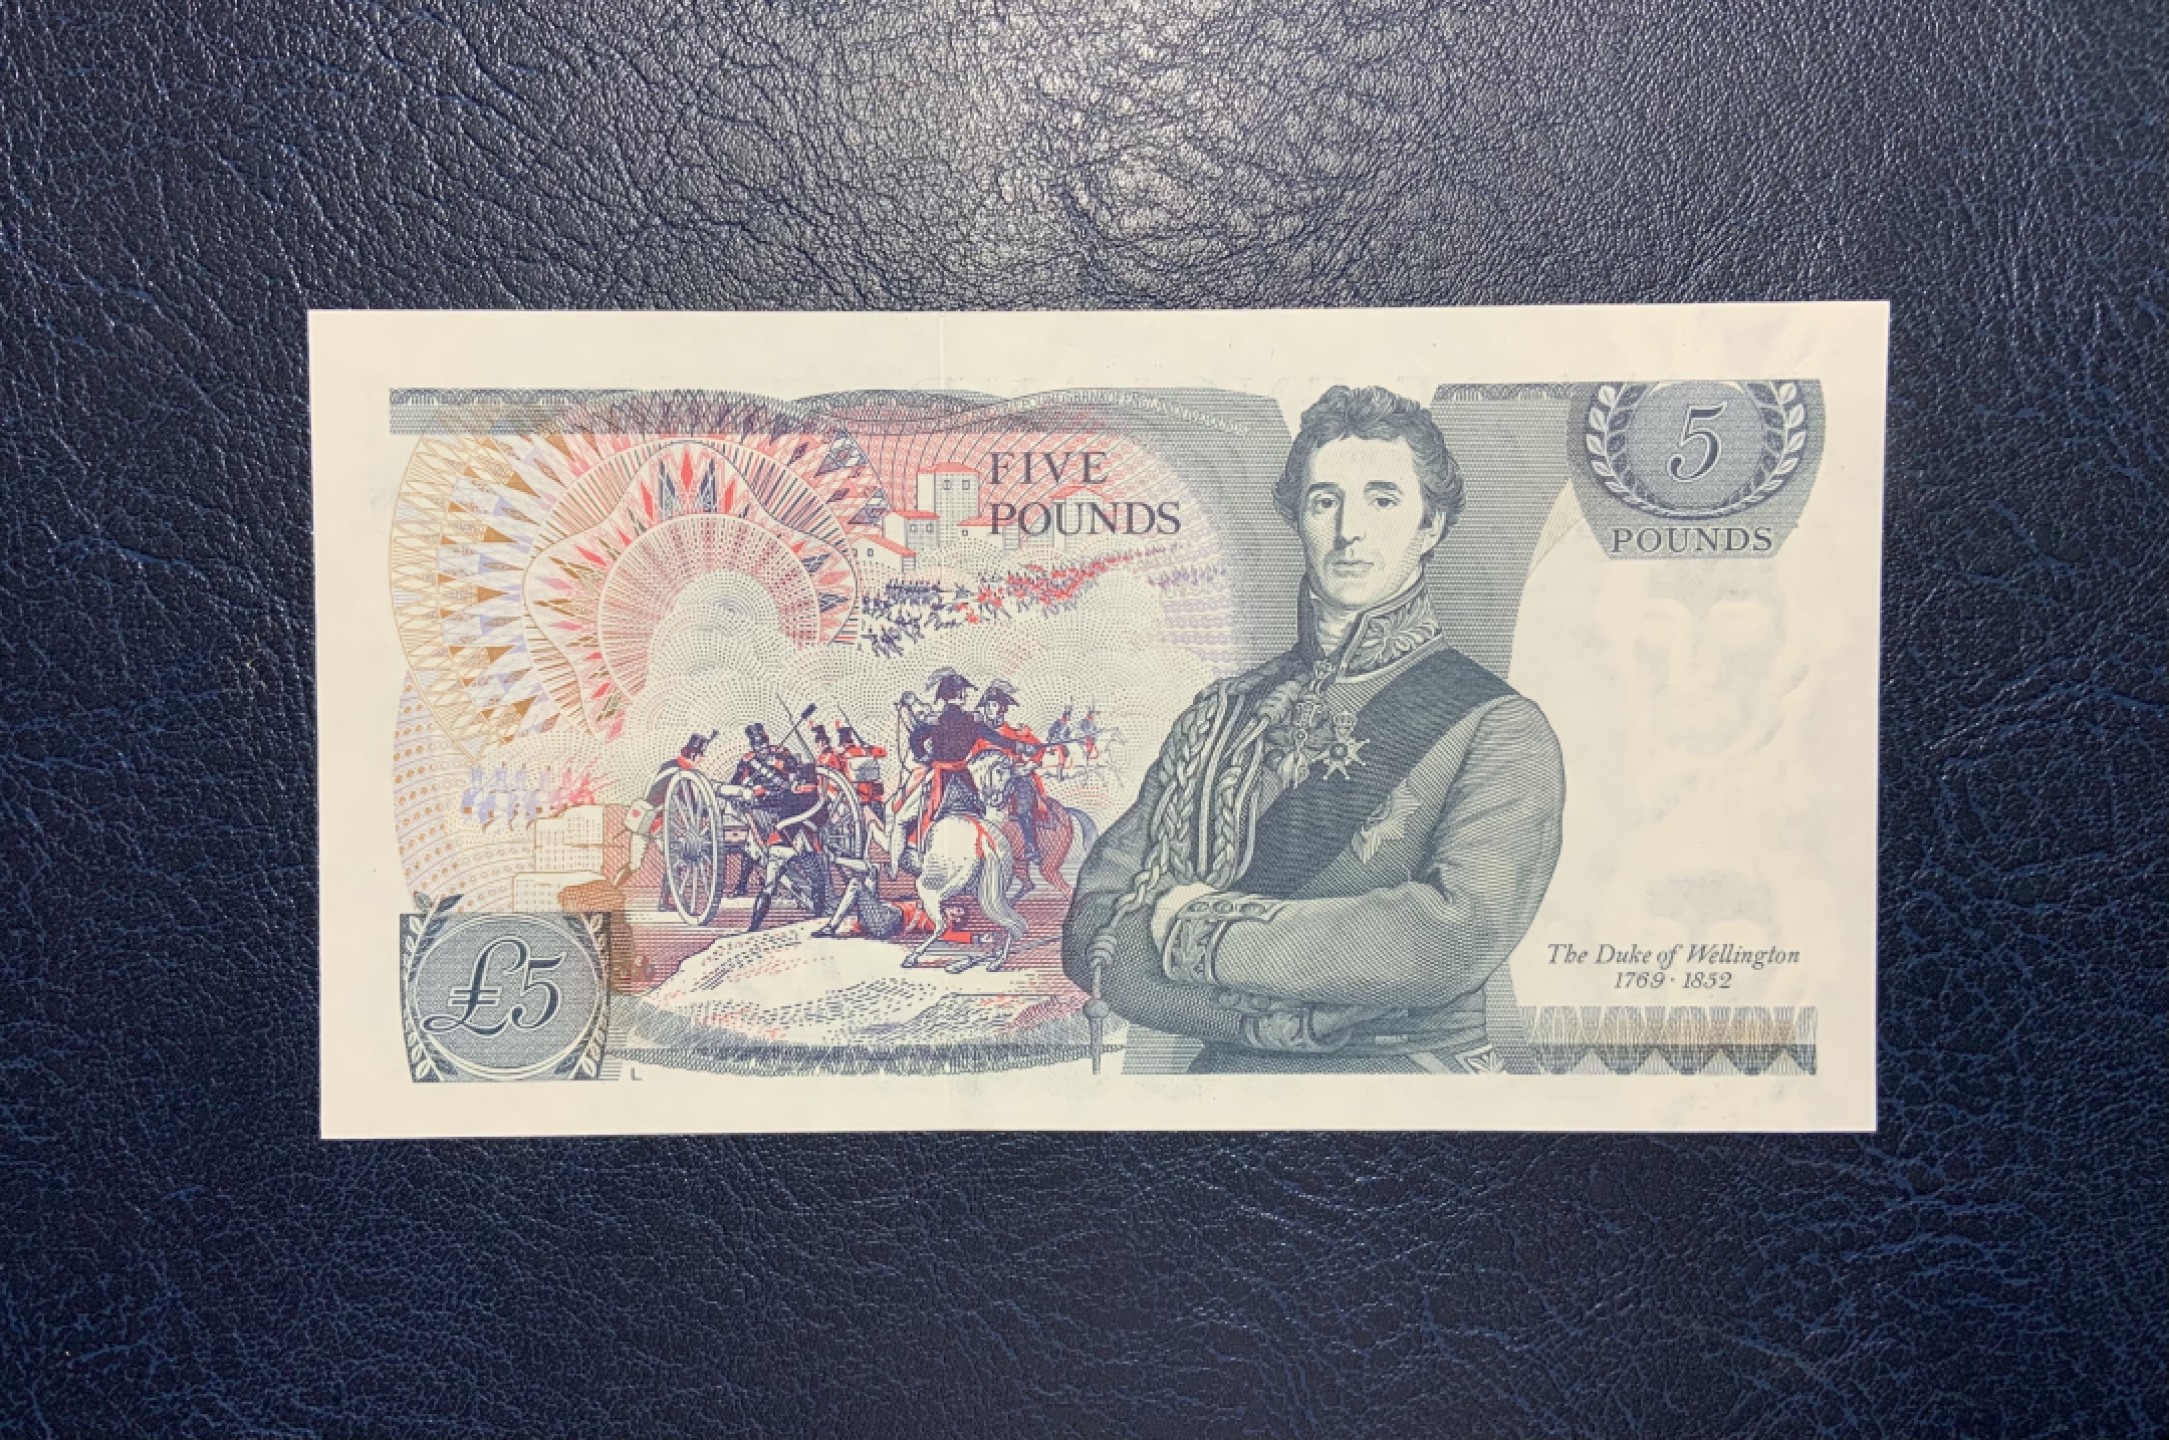 FIVE
POUNDS
5
POUNDS
The Duke of Wellington
1769 · 1852
£5
L